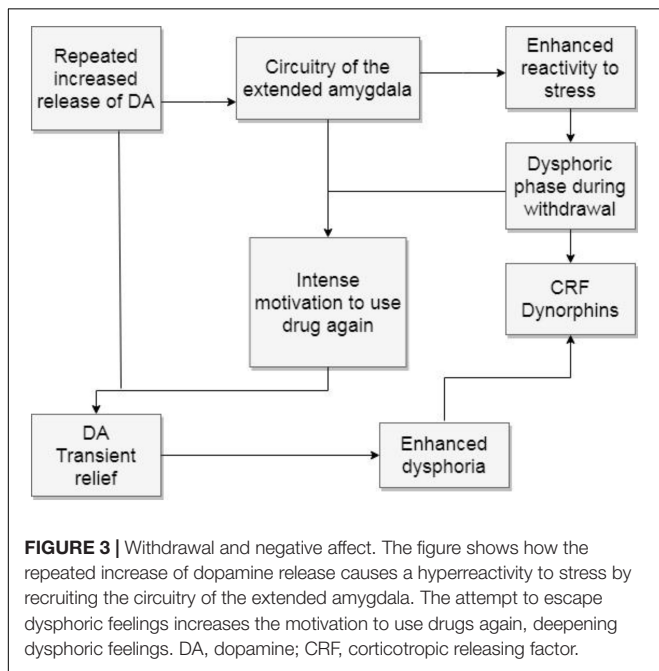 Repeated
increased
release of DA
Circuitry of the
extended amygdala
Enhanced
reactivity to
stress
Dysphoric
phase during
withdrawal
Intense
motivation to use
drug again
CRF
Dynorphins
DA
Transient
relief
Enhanced
dysphoria
FIGURE 3 | Withdrawal and negative affect. The figure shows how the
repeated increase of dopamine release causes a hyperreactivity to stress by
recruiting the circuitry of the extended amygdala. The attempt to escape
dysphoric feelings increases the motivation to use drugs again, deepening
dysphoric feelings. DA, dopamine; CRF, corticotropic releasing factor.